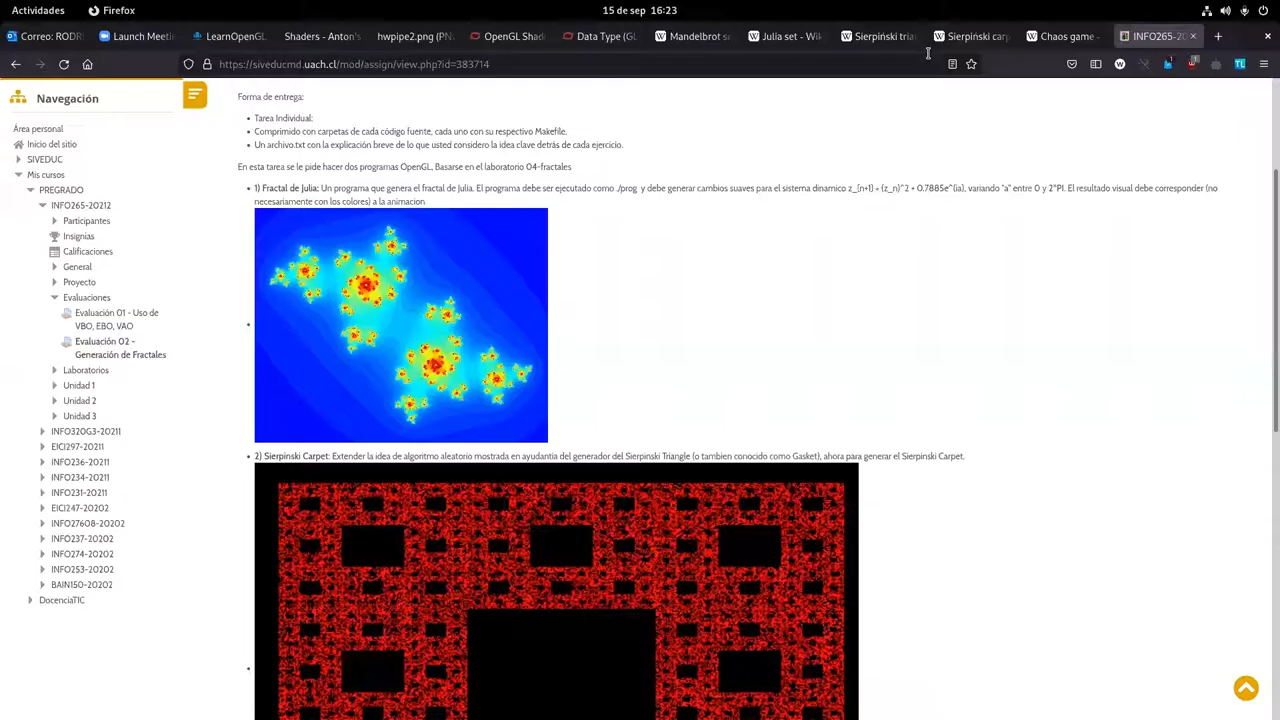 Actividades
Firefox
15 de sep 16:23
Correo: RODRI
Launch Meeti
LearnOpenGL
Shaders - Anton's
hwpipe2.png (PN
OpenGL Shad
Data Type (GL
Mandelbrot se
Julia set - Wik
Sierpiński trian
Sierpiński carp
Chaos game -
INFO265-202
https://siveducmd.uach.cl/mod/assign/view.php?id=383714
Navegación
Área personal
Inicio del sitio
SIVEDUC
Mis cursos
PREGRADO
INFO265-20212
Participantes
Insignias
Calificaciones
General
Proyecto
Evaluaciones
Evaluación 01 - Uso de
VBO, EBO, VAO
Evaluación 02 -
Generación de Fractales
Laboratorios
Unidad 1
Unidad 2
Unidad 3
INFO320G3-20211
EICI297-20211
INFO236-20211
INFO234-20211
INFO231-20211
EICI247-20202
INFO27608-20202
INFO237-20202
INFO274-20202
INFO253-20202
BAIN150-20202
DocenciaTIC
Forma de entrega:
Tarea Individual:
Comprimido con carpetas de cada código fuente, cada uno con su respectivo Makefile.
Un archivo.txt con la explicación breve de lo que usted considero la idea clave detrás de cada ejercicio.
En esta tarea se le pide hacer dos programas OpenGL. Basarse en el laboratorio 04-fractales
1) Fractal de Julia: Un programa que genera el fractal de Julia. El programa debe ser ejecutado como ./prog y debe generar cambios suaves para el sistema dinamico z_{n+1} = (z_n)^2 + 0.7885e^{ia}, variando "a" entre 0 y 2*PI. El resultado visual debe corresponder (no
necesariamente con los colores) a la animacion
2) Sierpinski Carpet: Extender la idea de algoritmo aleatorio mostrada en ayudantia del generador del Sierpinski Triangle (o tambien conocido como Gasket), ahora para generar el Sierpinski Carpet.